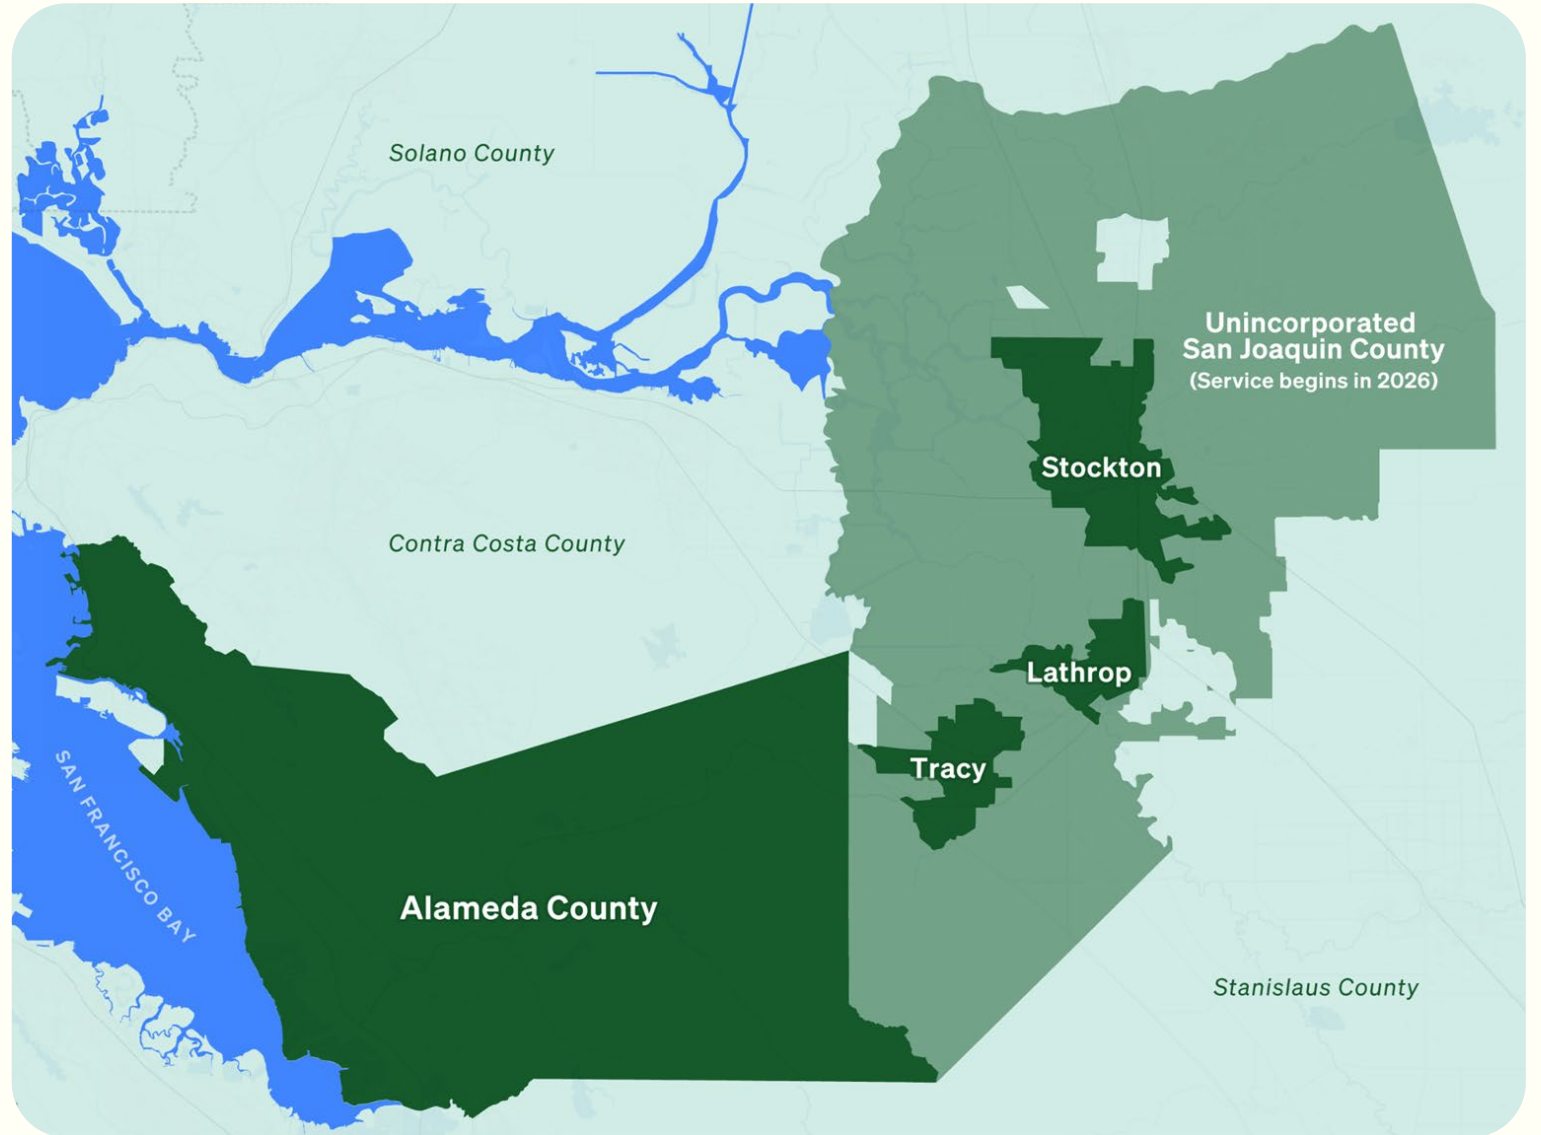 Solano County
Unincorporated
San Joaquin County
(Service begins in 2026)
Stockton
Contra Costa County
Lathrop
Tracy
SAN FRANCISCO BAY
Alameda County
Stanislaus County